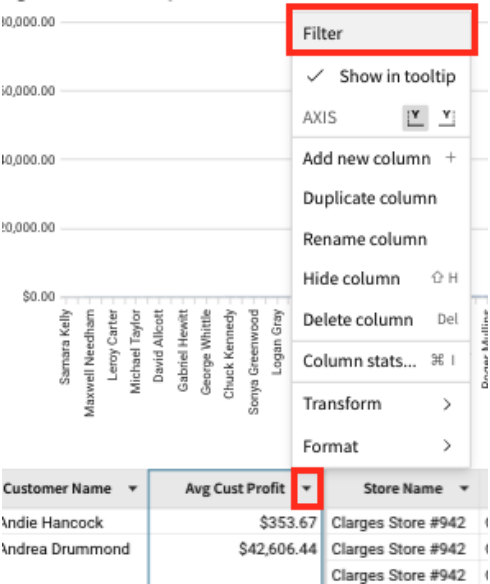 0,000.00
Filter
✓ Show in tooltip
60,000.00
AXIS Y Y
40,000.00
Add new column +
Duplicate column
20,000.00
Rename column
Hide column ⇧ H
$0.00
Delete column Del
Column stats... ⌘ I
Transform >
Format >
Samara Kelly
Maxwell Needham
Leroy Carter
Michael Taylor
David Allcott
Gabriel Hewitt
George Whittle
Chuck Kennedy
Sonya Greenwood
Logan Gray
Roger Mullins
Customer Name Avg Cust Profit Store Name
Andie Hancock $353.67 Clarges Store #942
Andrea Drummond $42,606.44 Clarges Store #942
Clarges Store #942